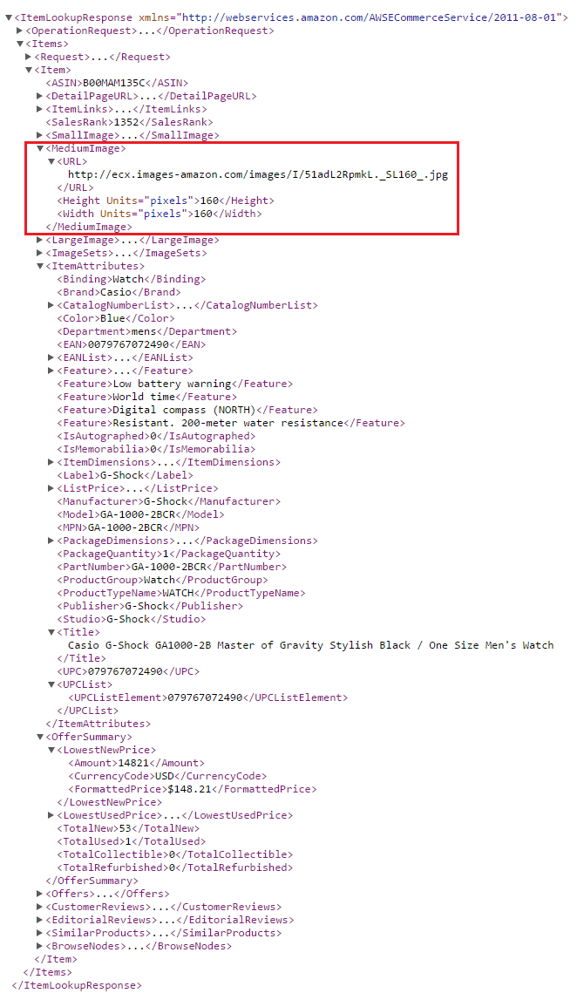 <ItemLookupResponse xmlns="http://webservices.amazon.com/AWSECommerceService/2011-08-01">
<OperationRequest>...</OperationRequest>
<Items>
<Request>...</Request>
<Item>
<ASIN>B00MAM135C</ASIN>
<DetailPageURL>...</DetailPageURL>
<ItemLinks>...</ItemLinks>
<SalesRank>1352</SalesRank>
<SmallImage>...</SmallImage>
<MediumImage>
<URL>
http://ecx.images-amazon.com/images/I/51adL2RpmkL._SL160_.jpg
</URL>
<Height Units="pixels">160</Height>
<Width Units="pixels">160</Width>
</MediumImage>
<LargeImage>...</LargeImage>
<ImageSets>...</ImageSets>
<ItemAttributes>
<Binding>Watch</Binding>
<Brand>Casio</Brand>
<CatalogNumberList>...</CatalogNumberList>
<Color>Blue</Color>
<Department>mens</Department>
<EAN>0079767072490</EAN>
<EANList>...</EANList>
<Feature>...</Feature>
<Feature>Low battery warning</Feature>
<Feature>World time</Feature>
<Feature>Digital compass (NORTH)</Feature>
<Feature>Resistant. 200-meter water resistance</Feature>
<IsAutographed>0</IsAutographed>
<IsMemorabilia>0</IsMemorabilia>
<ItemDimensions>...</ItemDimensions>
<Label>G-Shock</Label>
<ListPrice>...</ListPrice>
<Manufacturer>G-Shock</Manufacturer>
<Model>GA-1000-2BCR</Model>
<MPN>GA-1000-2BCR</MPN>
<PackageDimensions>...</PackageDimensions>
<PackageQuantity>1</PackageQuantity>
<PartNumber>GA-1000-2BCR</PartNumber>
<ProductGroup>Watch</ProductGroup>
<ProductTypeName>WATCH</ProductTypeName>
<Publisher>G-Shock</Publisher>
<Studio>G-Shock</Studio>
<Title>
Casio G-Shock GA1000-2B Master of Gravity Stylish Black / One Size Men's Watch
</Title>
<UPC>079767072490</UPC>
<UPCList>
<UPCListElement>079767072490</UPCListElement>
</UPCList>
</ItemAttributes>
<OfferSummary>
<LowestNewPrice>
<Amount>14821</Amount>
<CurrencyCode>USD</CurrencyCode>
<FormattedPrice>$148.21</FormattedPrice>
</LowestNewPrice>
<LowestUsedPrice>...</LowestUsedPrice>
<TotalNew>53</TotalNew>
<TotalUsed>1</TotalUsed>
<TotalCollectible>0</TotalCollectible>
<TotalRefurbished>0</TotalRefurbished>
</OfferSummary>
<Offers>...</Offers>
<CustomerReviews>...</CustomerReviews>
<EditorialReviews>...</EditorialReviews>
<SimilarProducts>...</SimilarProducts>
<BrowseNodes>...</BrowseNodes>
</Item>
</Items>
</ItemLookupResponse>